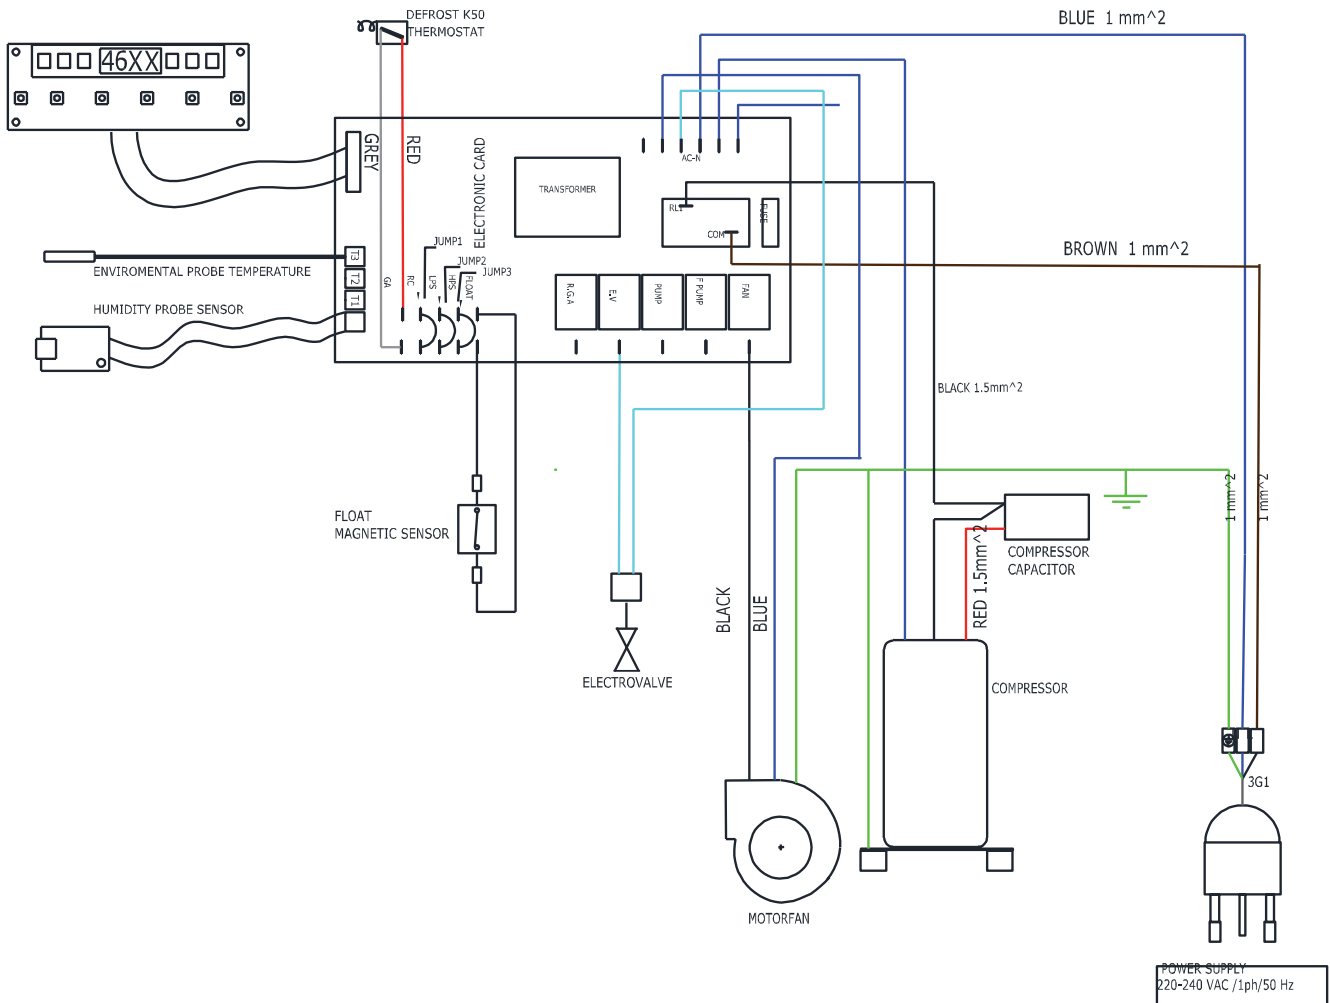 BLUE 1 mm^2
DEFROST K50
THERMOSTAT
46XX
GREY
RED
ELECTRONIC CARD
TRANSFORMER
AC-N
RL1
COM
FUSE
BROWN 1 mm^2
JUMP1
JUMP2
JUMP3
T3
T2
T1
ENVIROMENTAL PROBE TEMPERATURE
HUMIDITY PROBE SENSOR
GA
RC
LPS
HPS
FLOAT
R.G.A
E.V
PUMP
F PUMP
FAN
BLACK 1.5mm^2
FLOAT
MAGNETIC SENSOR
1 mm^2
1 mm^2
COMPRESSOR
CAPACITOR
RED 1.5mm^2
BLACK
BLUE
ELECTROVALVE
COMPRESSOR
3G1
MOTORFAN
POWER SUPPLY
220-240 VAC /1ph/50 Hz